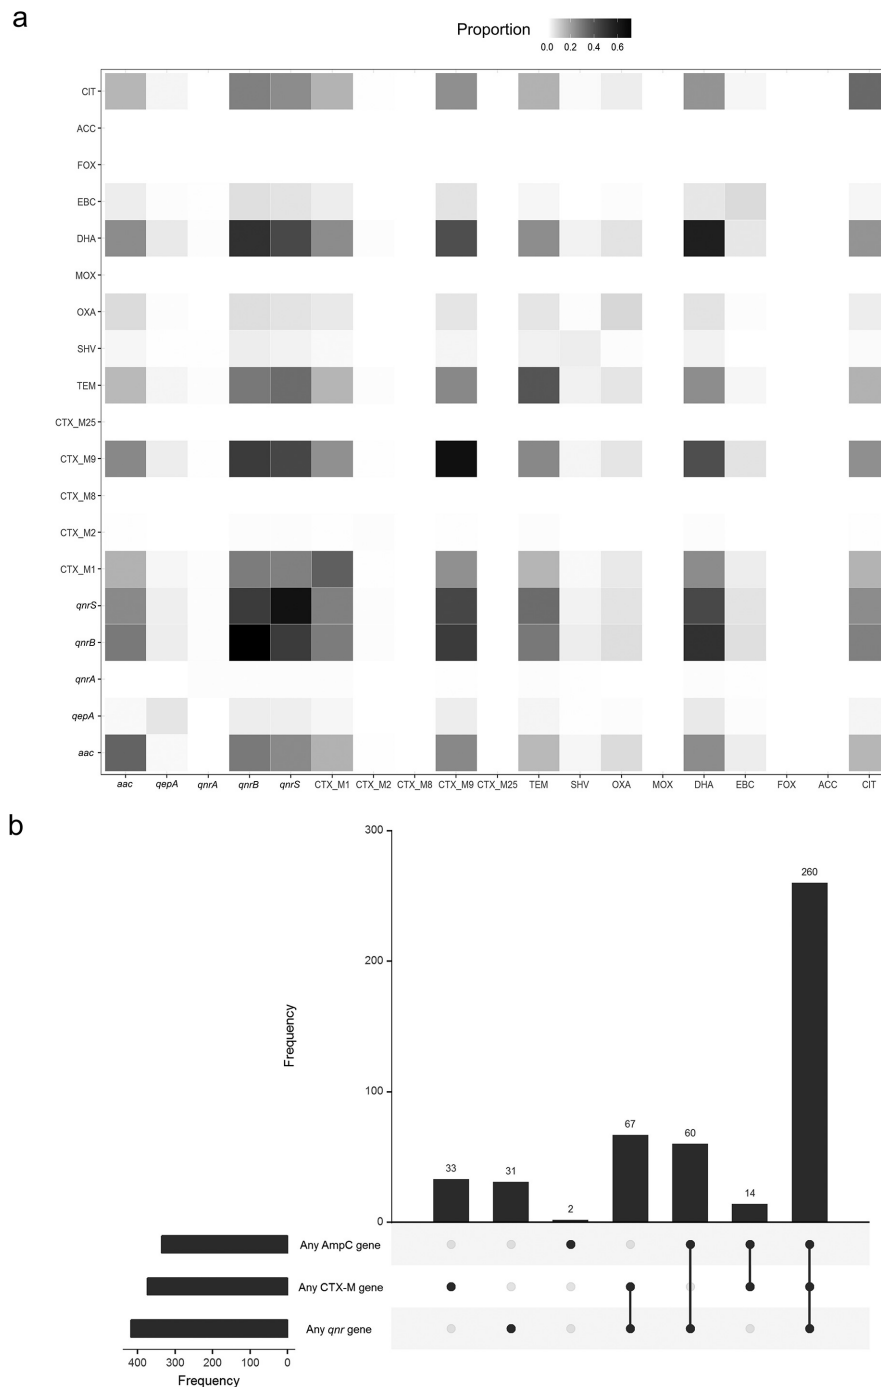 a
Proportion
0.0 0.2 0.4 0.6
CIT
ACC
FOX
EBC
DHA
MOX
OXA
SHV
TEM
CTX_M25
CTX_M9
CTX_M8
CTX_M2
CTX_M1
qnrS
qnrB
qnrA
qepA
aac
aac qepA qnrA qnrB qnrS CTX_M1 CTX_M2 CTX_M8 CTX_M9 CTX_M25 TEM SHV OXA MOX DHA EBC FOX ACC CIT
b
300
260
200
Frequency
100
67
60
33
31
14
2
0
Any AmpC gene
Any CTX-M gene
Any qnr gene
400 300 200 100 0
Frequency